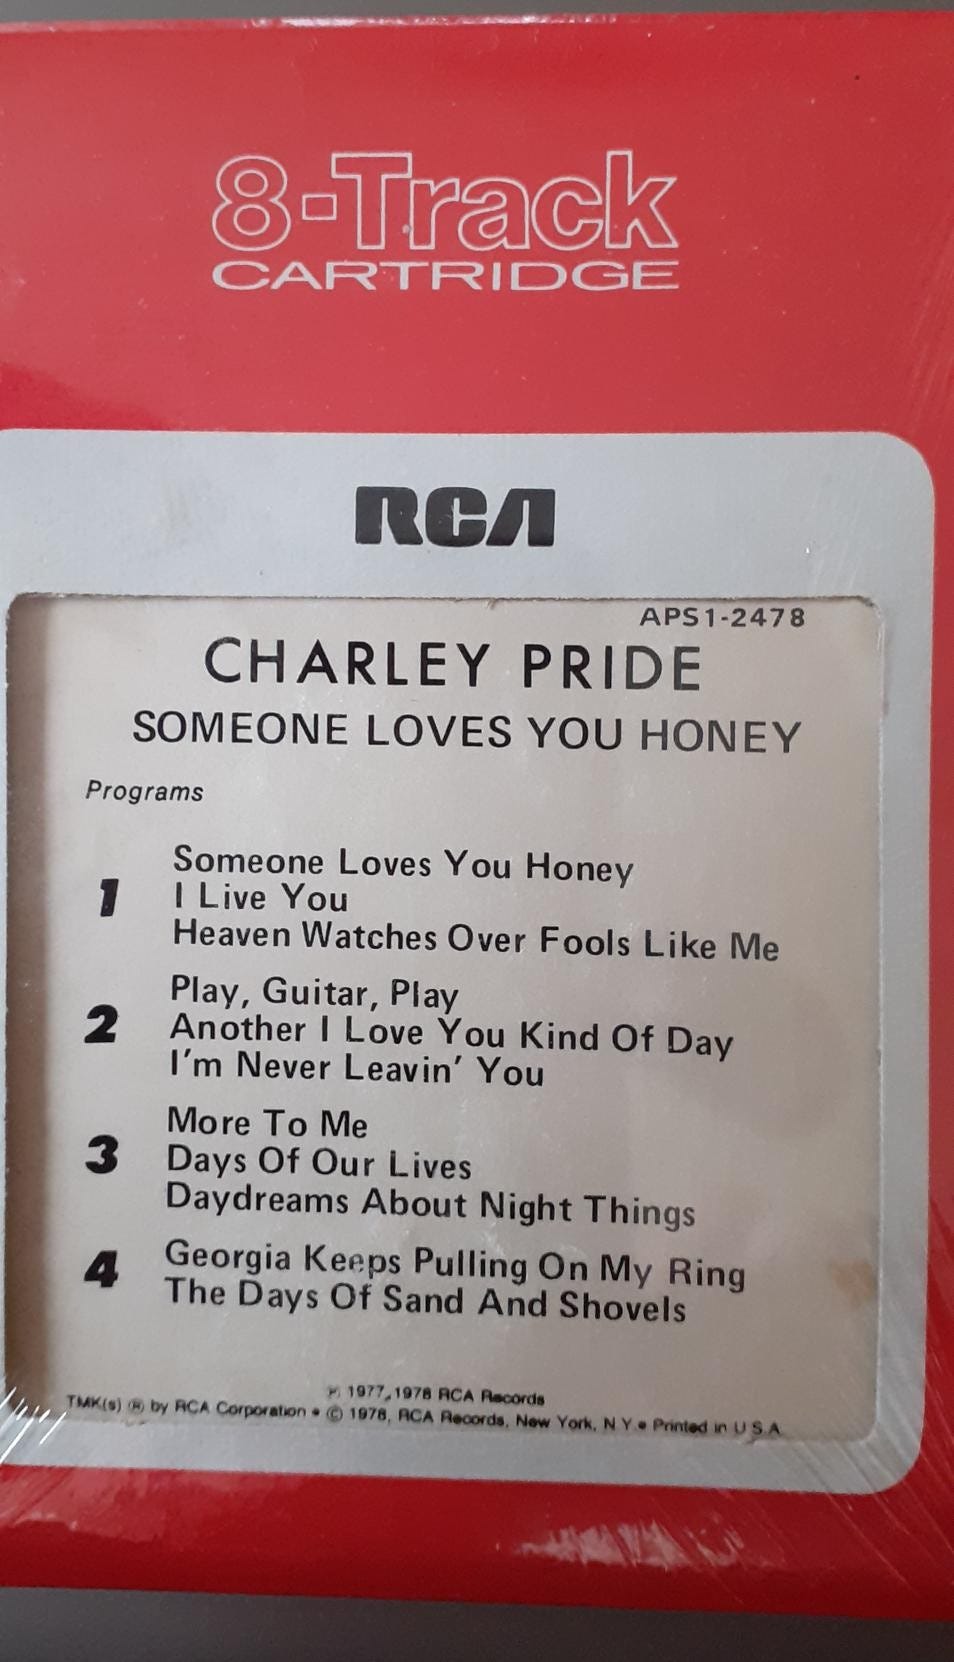 8-Track
CARTRIDGE
RCA
APS1-2478
CHARLEY PRIDE
SOMEONE LOVES YOU HONEY
Programs
1
Someone Loves You Honey
I Live You
Heaven Watches Over Fools Like Me
2
Play, Guitar, Play
Another I Love You Kind Of Day
I'm Never Leavin' You
3
More To Me
Days Of Our Lives
Daydreams About Night Things
4
Georgia Keeps Pulling On My Ring
The Days Of Sand And Shovels
℗ 1977, 1978 RCA Records
TMK(s) ® by RCA Corporation • © 1978, RCA Records, New York, N.Y. • Printed in U.S.A.